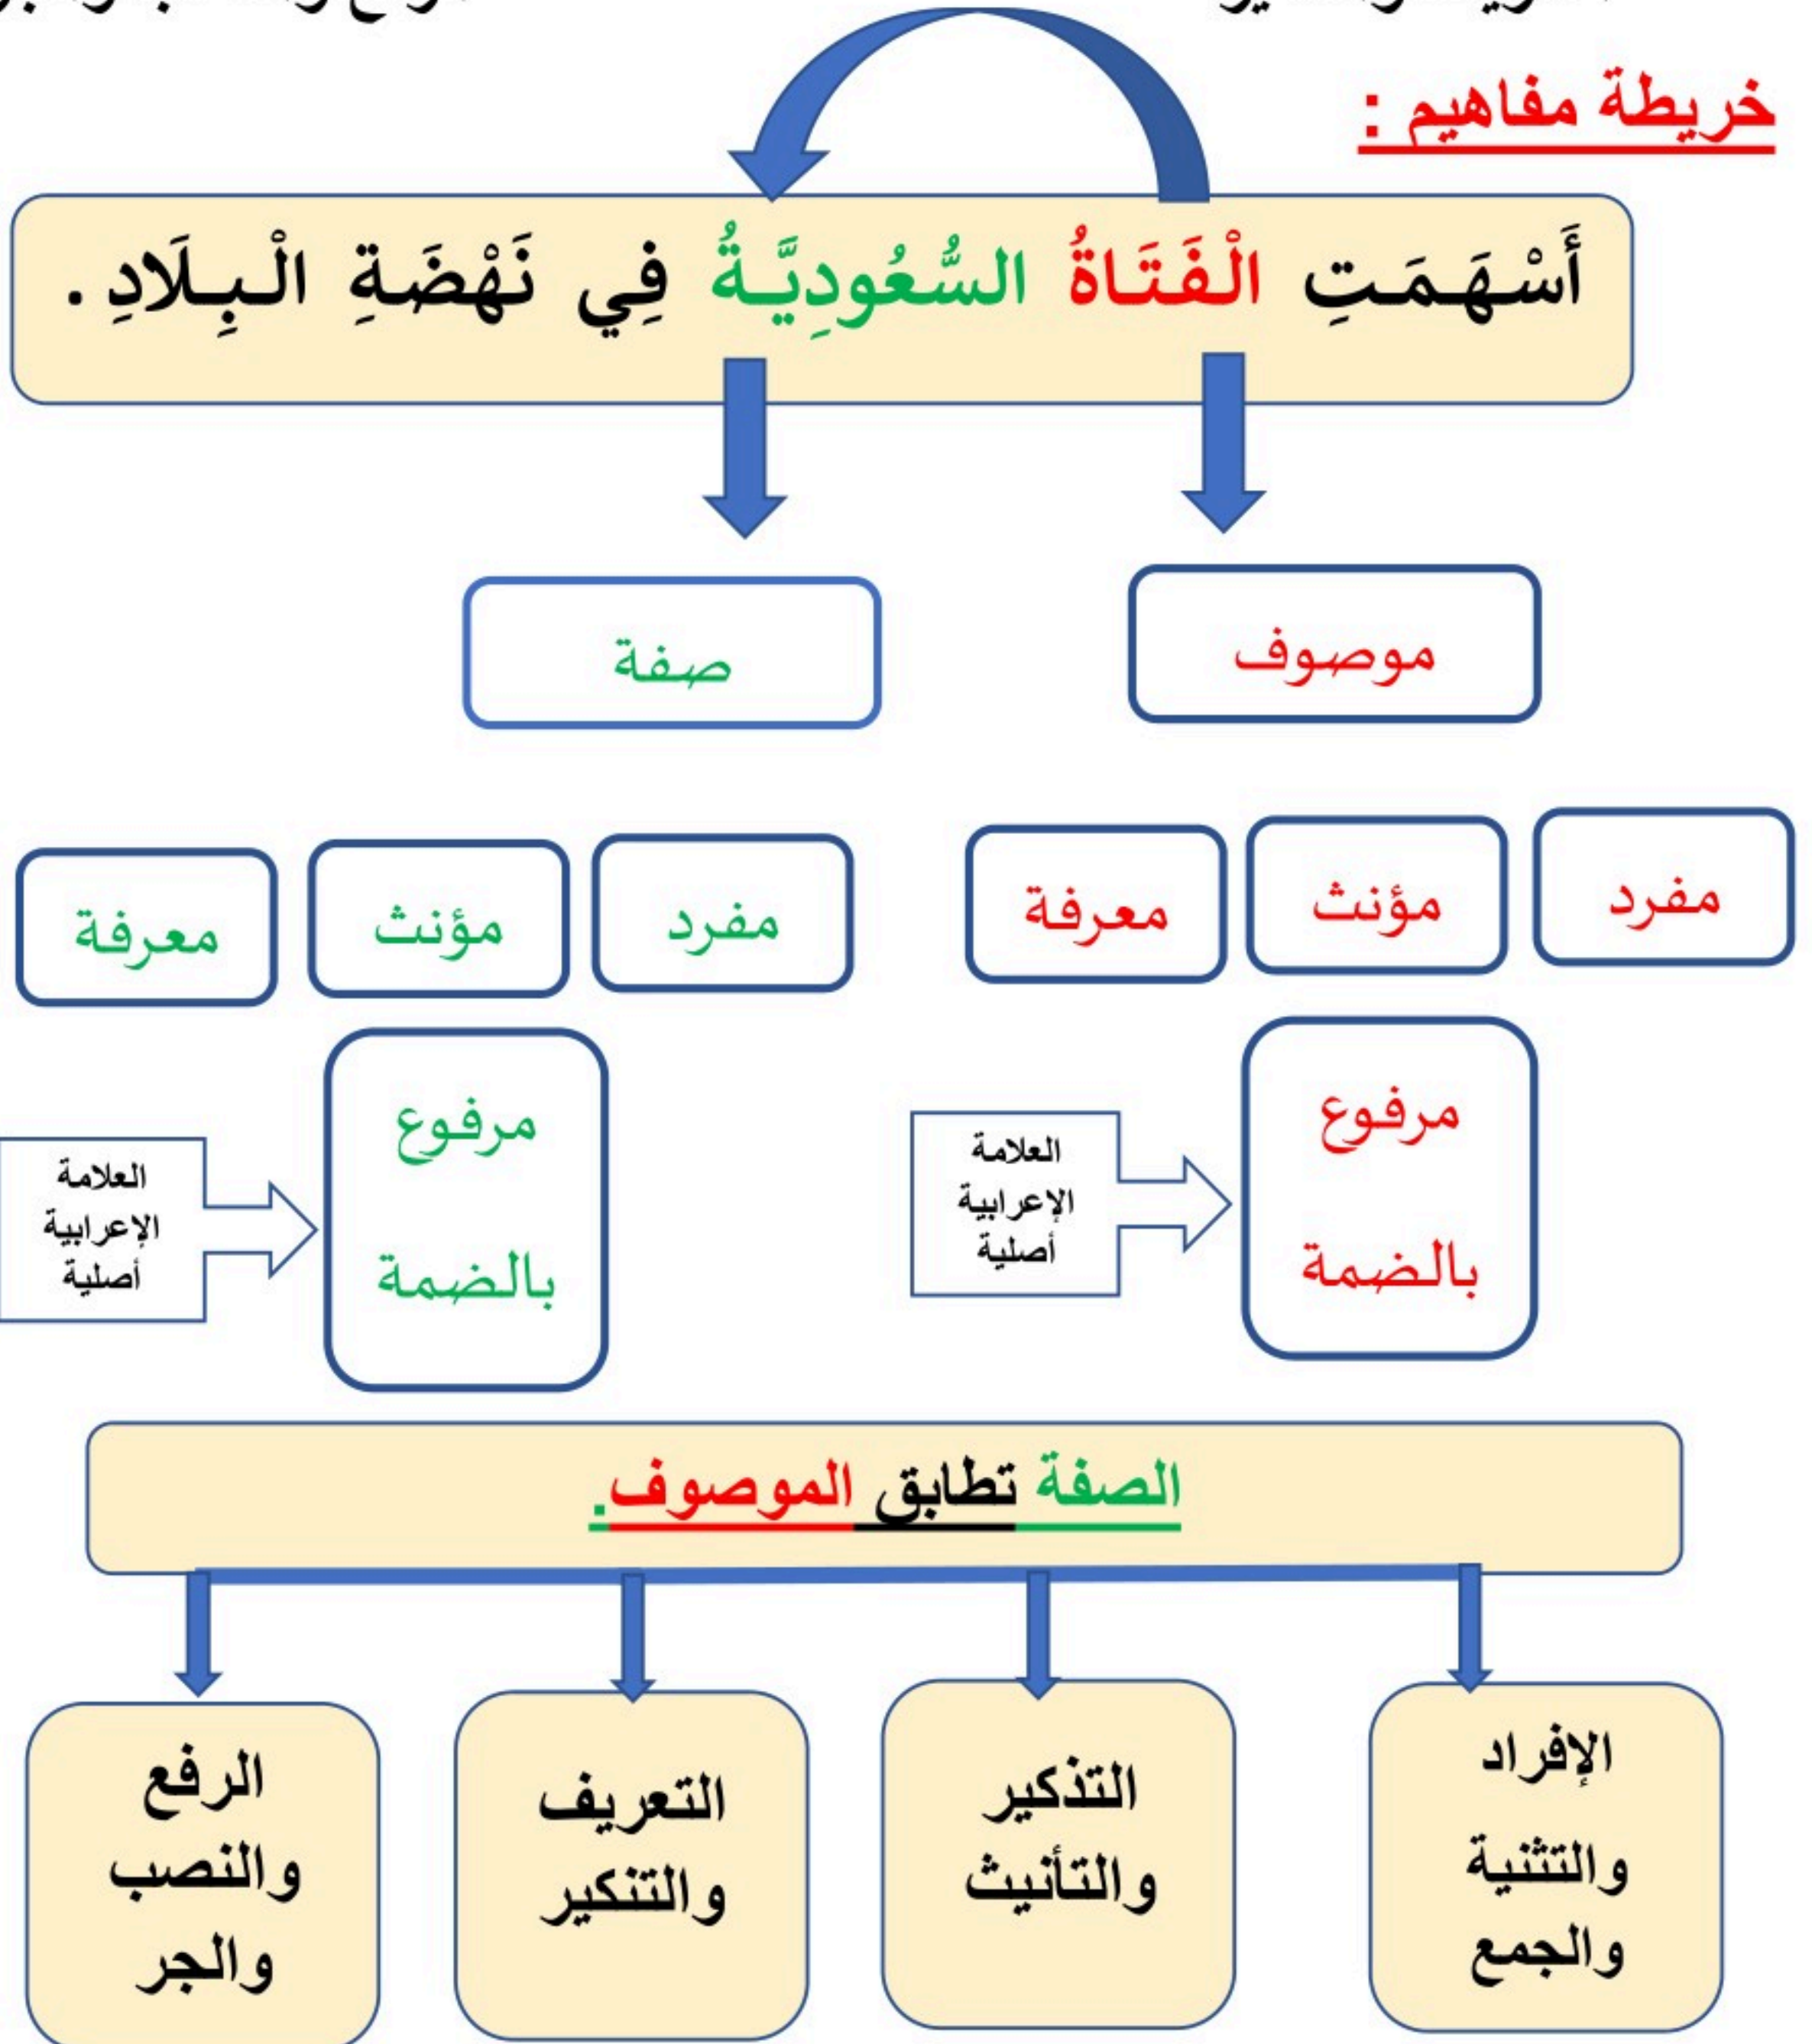 خريطة مفاهيم :
أَسْهَمَتِ الْفَتَاةُ السُّعُودِيَّةُ فِي نَهْضَةِ الْبِلَادِ.
موصوف
صفة
مفرد
مؤنث
معرفة
مفرد
مؤنث
معرفة
مرفوع
بالضمة
العلامة
الإعرابية
أصلية
مرفوع
بالضمة
العلامة
الإعرابية
أصلية
الصفة تطابق الموصوف.
الإفراد
والتثنية
والجمع
التذكير
والتأنيث
التعريف
والتنكير
الرفع
والنصب
والجر